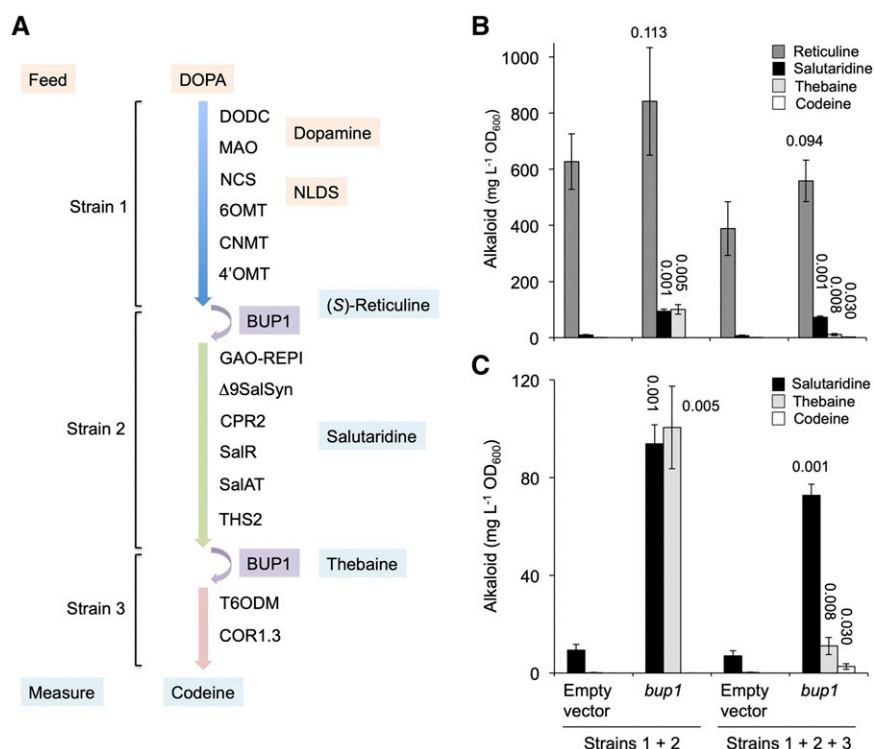 A
Feed
DOPA
DODC
Dopamine
MAO
NCS
NLDS
Strain 1
6OMT
CNMT
4'OMT
(S)-Reticuline
BUP1
GAO-REPI
Δ9SalSyn
Strain 2
CPR2
Salutaridine
SalR
SalAT
THS2
BUP1
Thebaine
Strain 3
T6ODM
COR1.3
Measure
Codeine
B
Alkaloid (mg L-1 OD600)
1000
800
600
400
200
0
0.113
0.001
0.005
0.094
0.001
0.008
0.030
Reticuline
Salutaridine
Thebaine
Codeine
C
Alkaloid (mg L-1 OD600)
120
80
40
0
0.001
0.005
0.001
0.008
0.030
Salutaridine
Thebaine
Codeine
Empty vector
bup1
Empty vector
bup1
Strains 1 + 2
Strains 1 + 2 + 3